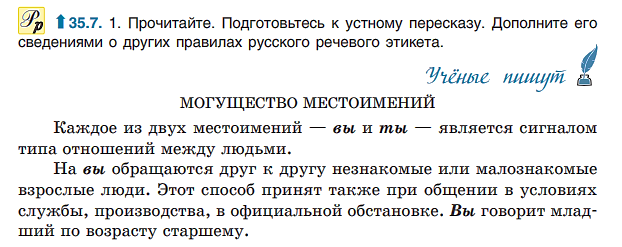 Рр 35.7. 1. Прочитайте. Подготовьтесь к устному пересказу. Дополните его
сведениями о других правилах русского речевого этикета.
Учёные пишут
МОГУЩЕСТВО МЕСТОИМЕНИЙ
Каждое из двух местоимений — вы и ты — является сигналом
типа отношений между людьми.
На вы обращаются друг к другу незнакомые или малознакомые
взрослые люди. Этот способ принят также при общении в условиях
службы, производства, в официальной обстановке. Вы говорит млад-
ший по возрасту старшему.